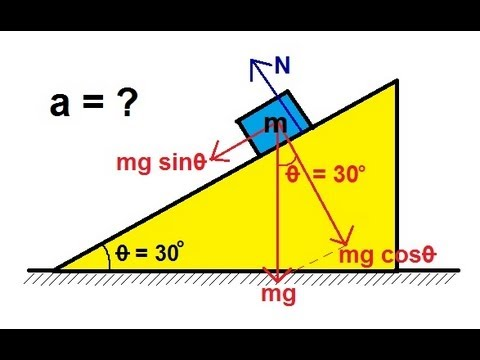 a = ?
N
m
mg sinθ
θ = 30°
θ = 30°
mg cosθ
mg